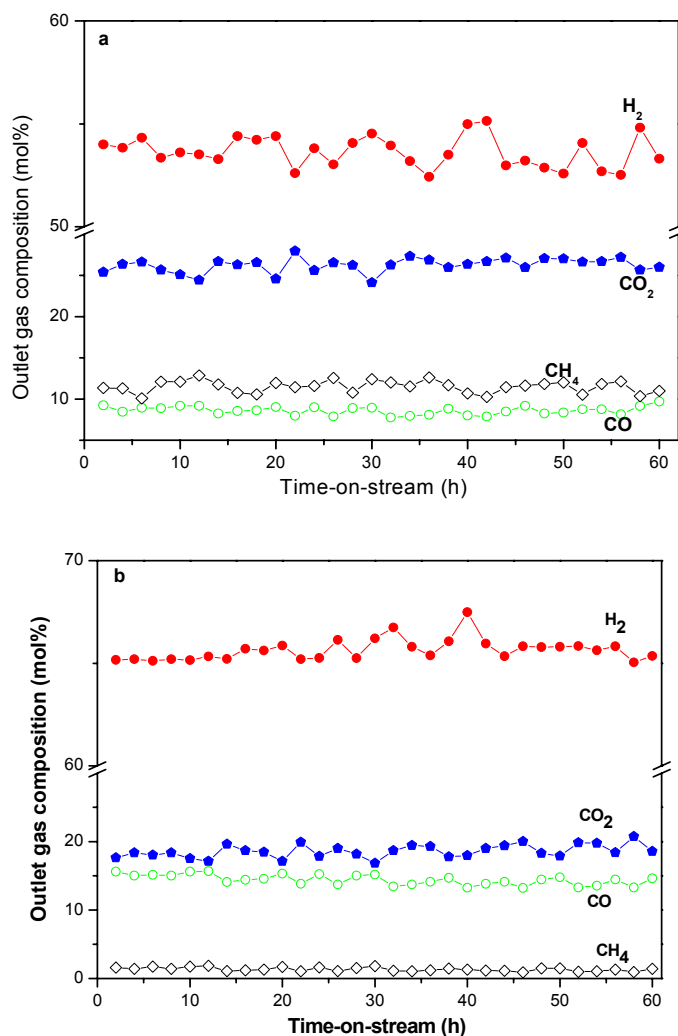 60
a
H₂
50
CO₂
20
CH₄
10
CO
0 10 20 30 40 50 60
Time-on-stream (h)
Outlet gas composition (mol%)
70
b
H₂
60
CO₂
20
CO
10
CH₄
0
0 10 20 30 40 50 60
Time-on-stream (h)
Outlet gas composition (mol%)